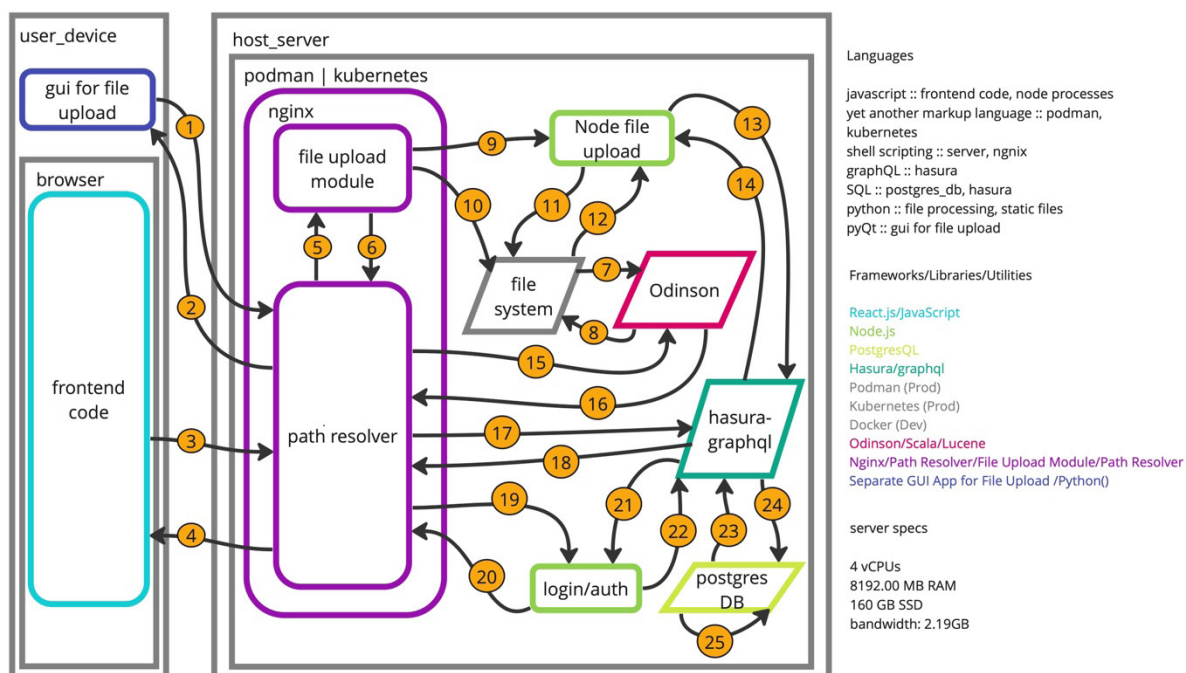 user_device
gui for file
upload
browser
frontend
code
host_server
podman | kubernetes
nginx
file upload
module
path resolver
Node file
upload
file
system
Odinson
hasura-
graphql
login/auth
postgres
DB
1
2
3
4
5
6
7
8
9
10
11
12
13
14
15
16
17
18
19
20
21
22
23
24
25
Languages
javascript :: frontend code, node processes
yet another markup language :: podman,
kubernetes
shell scripting :: server, ngnix
graphQL :: hasura
SQL :: postgres_db, hasura
python :: file processing, static files
pyQt :: gui for file upload
Frameworks/Libraries/Utilities
React.js/JavaScript
Node.js
PostgresQL
Hasura/graphql
Podman (Prod)
Kubernetes (Prod)
Docker (Dev)
Odinson/Scala/Lucene
Nginx/Path Resolver/File Upload Module/Path Resolver
Separate GUI App for File Upload /Python()
server specs
4 vCPUs
8192.00 MB RAM
160 GB SSD
bandwidth: 2.19GB